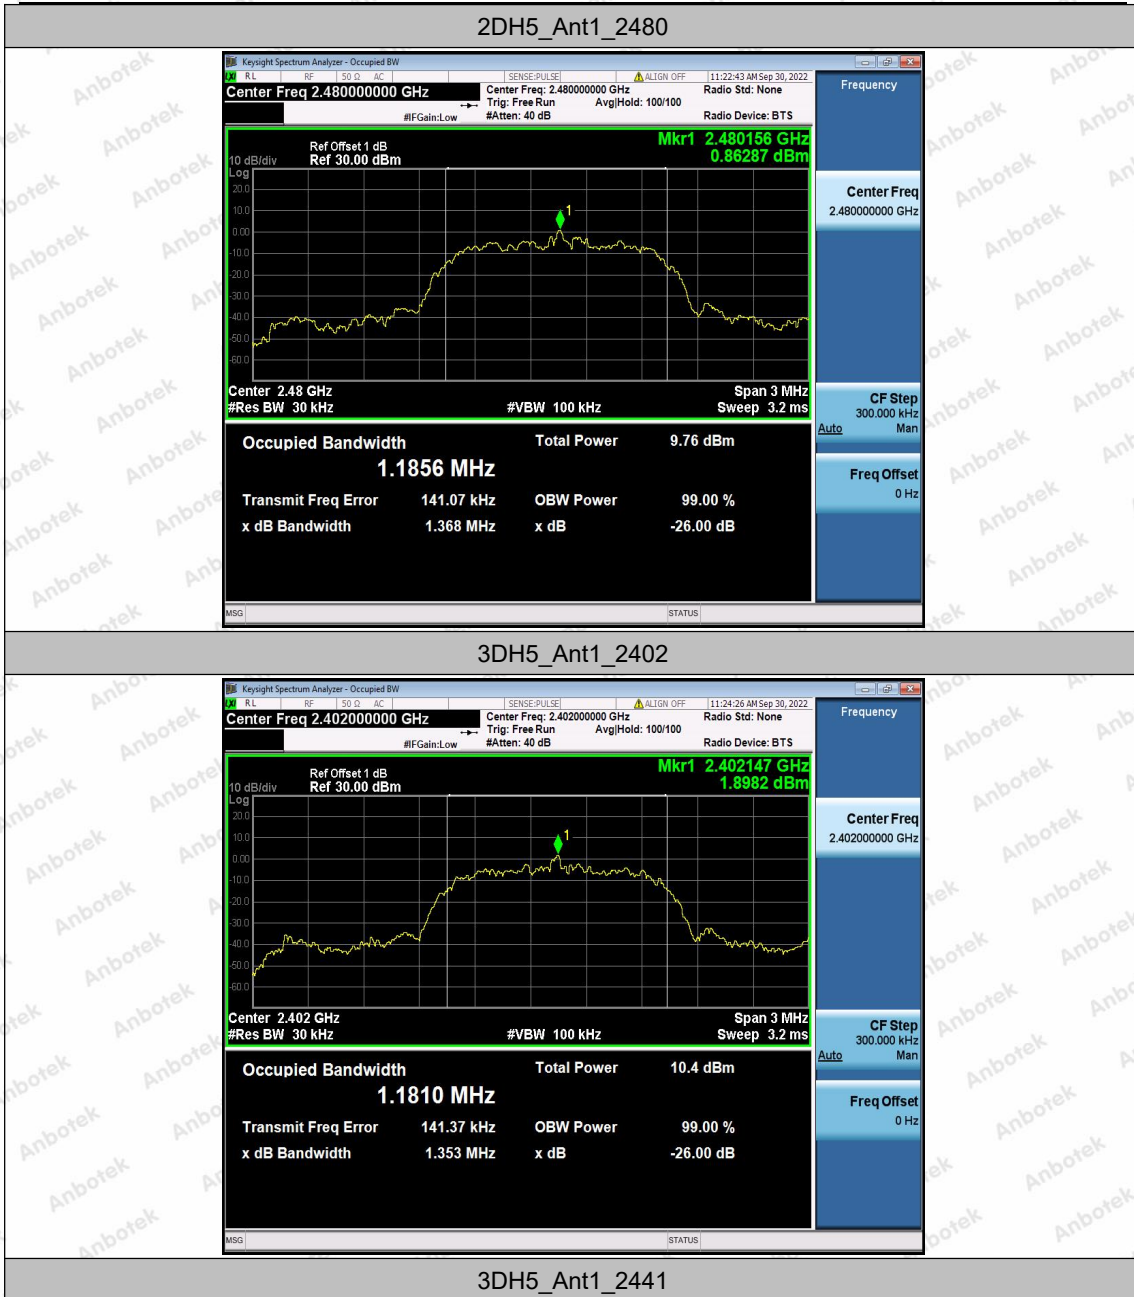 2DH5_Ant1_2480
Keysight Spectrum Analyzer - Occupied BW
LXI RL RF 50 Ω AC SENSE:PULSE ALIGN OFF 11:22:43 AM Sep 30, 2022
Center Freq 2.480000000 GHz Center Freq: 2.480000000 GHz Radio Std: None
Trig: Free Run Avg|Hold: 100/100
#IFGain:Low #Atten: 40 dB Radio Device: BTS
Frequency
Mkr1 2.480156 GHz
0.86287 dBm
Ref Offset 1 dB
10 dB/div Ref 30.00 dBm
Log
20.0
10.0
0.00
-10.0
-20.0
-30.0
-40.0
-50.0
-60.0
1
Center 2.48 GHz Span 3 MHz
#Res BW 30 kHz #VBW 100 kHz Sweep 3.2 ms
Center Freq
2.480000000 GHz
CF Step
300.000 kHz
Auto Man
Freq Offset
0 Hz
Occupied Bandwidth Total Power 9.76 dBm
1.1856 MHz
Transmit Freq Error 141.07 kHz OBW Power 99.00 %
x dB Bandwidth 1.368 MHz x dB -26.00 dB
MSG STATUS
3DH5_Ant1_2402
Keysight Spectrum Analyzer - Occupied BW
LXI RL RF 50 Ω AC SENSE:PULSE ALIGN OFF 11:24:26 AM Sep 30, 2022
Center Freq 2.402000000 GHz Center Freq: 2.402000000 GHz Radio Std: None
Trig: Free Run Avg|Hold: 100/100
#IFGain:Low #Atten: 40 dB Radio Device: BTS
Frequency
Mkr1 2.402147 GHz
1.8982 dBm
Ref Offset 1 dB
10 dB/div Ref 30.00 dBm
Log
20.0
10.0
0.00
-10.0
-20.0
-30.0
-40.0
-50.0
-60.0
1
Center 2.402 GHz Span 3 MHz
#Res BW 30 kHz #VBW 100 kHz Sweep 3.2 ms
Center Freq
2.402000000 GHz
CF Step
300.000 kHz
Auto Man
Freq Offset
0 Hz
Occupied Bandwidth Total Power 10.4 dBm
1.1810 MHz
Transmit Freq Error 141.37 kHz OBW Power 99.00 %
x dB Bandwidth 1.353 MHz x dB -26.00 dB
MSG STATUS
3DH5_Ant1_2441